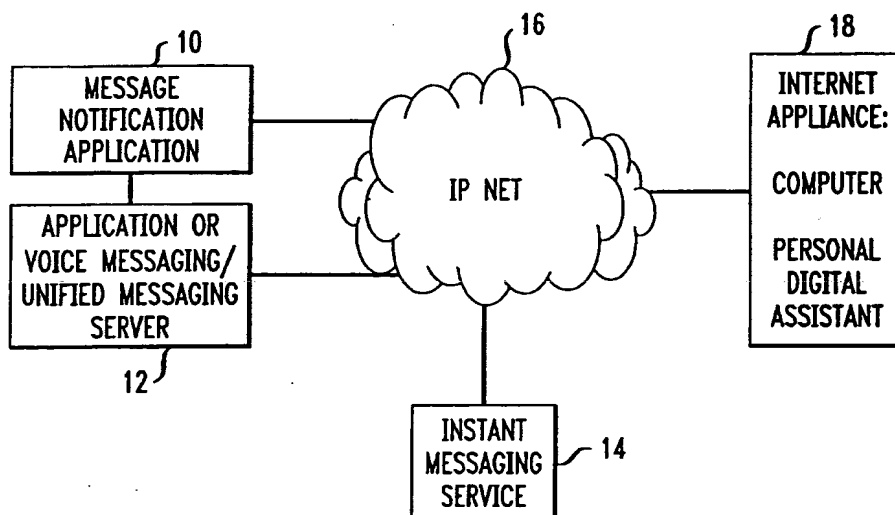 10
MESSAGE
NOTIFICATION
APPLICATION
APPLICATION OR
VOICE MESSAGING/
UNIFIED MESSAGING
SERVER
12
16
IP NET
INSTANT
MESSAGING
SERVICE
14
18
INTERNET
APPLIANCE:
COMPUTER
PERSONAL
DIGITAL
ASSISTANT